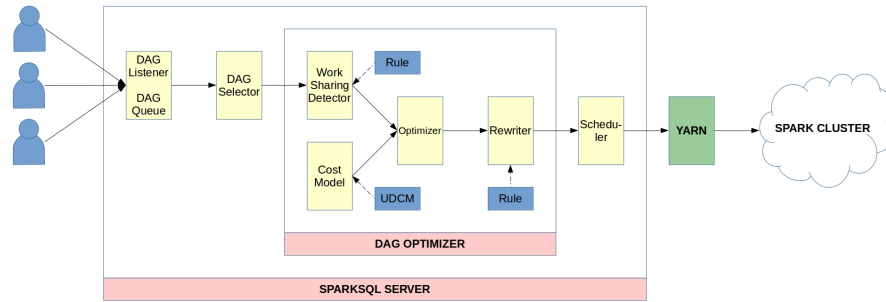 DAG
Listener
DAG
Queue
DAG
Selector
Work
Sharing
Detector
Rule
Cost
Model
UDCM
Optimizer
Rewriter
Rule
Schedu-
ler
YARN
SPARK CLUSTER
DAG OPTIMIZER
SPARKSQL SERVER